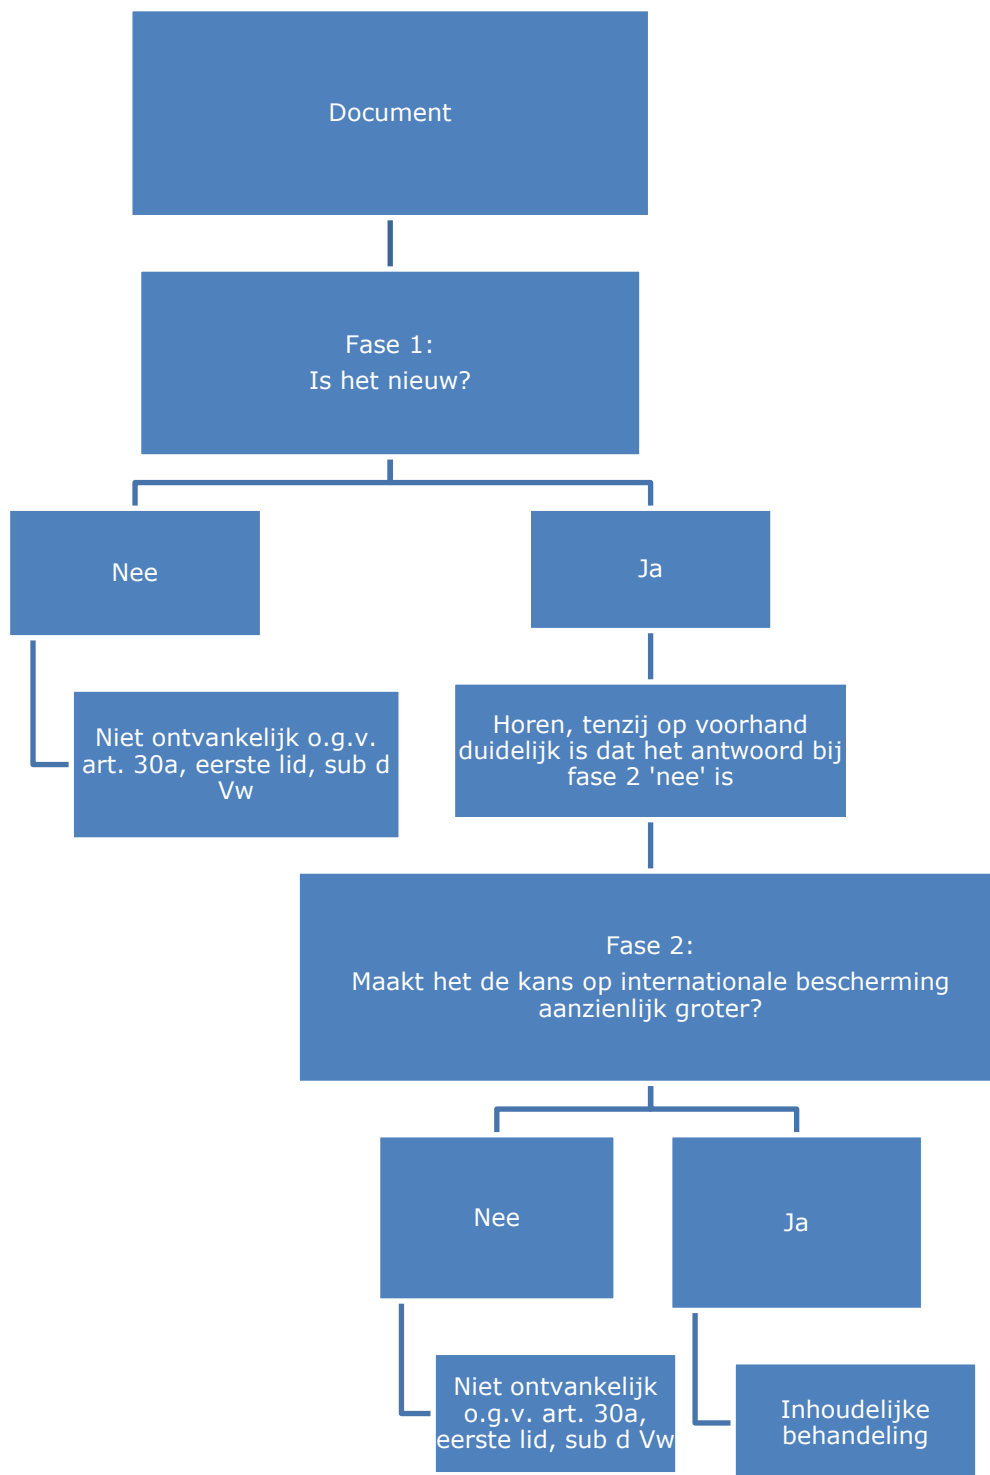 Document
Fase 1:
Is het nieuw?
Nee
Ja
Niet ontvankelijk o.g.v.
art. 30a, eerste lid, sub d
Vw
Horen, tenzij op voorhand
duidelijk is dat het antwoord bij
fase 2 'nee' is
Fase 2:
Maakt het de kans op internationale bescherming
aanzienlijk groter?
Nee
Ja
Niet ontvankelijk
o.g.v. art. 30a,
eerste lid, sub d Vw
Inhoudelijke
behandeling